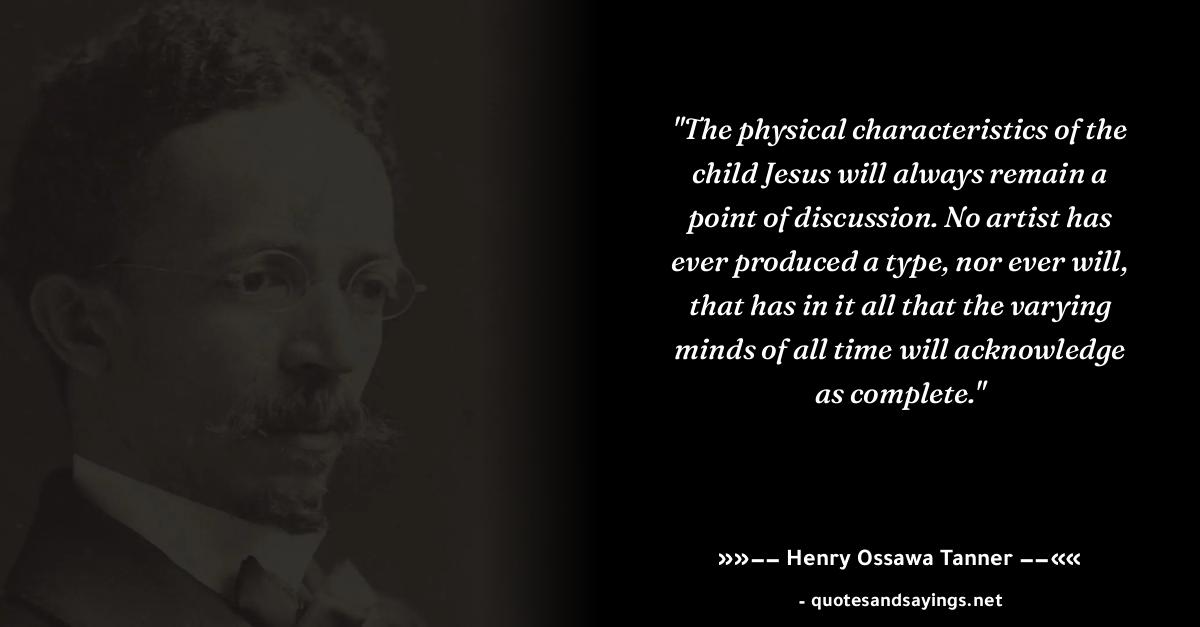 "The physical characteristics of the
child Jesus will always remain a
point of discussion. No artist has
ever produced a type, nor ever will,
that has in it all that the varying
minds of all time will acknowledge
as complete."
»»−− Henry Ossawa Tanner −−««
- quotesandsayings.net